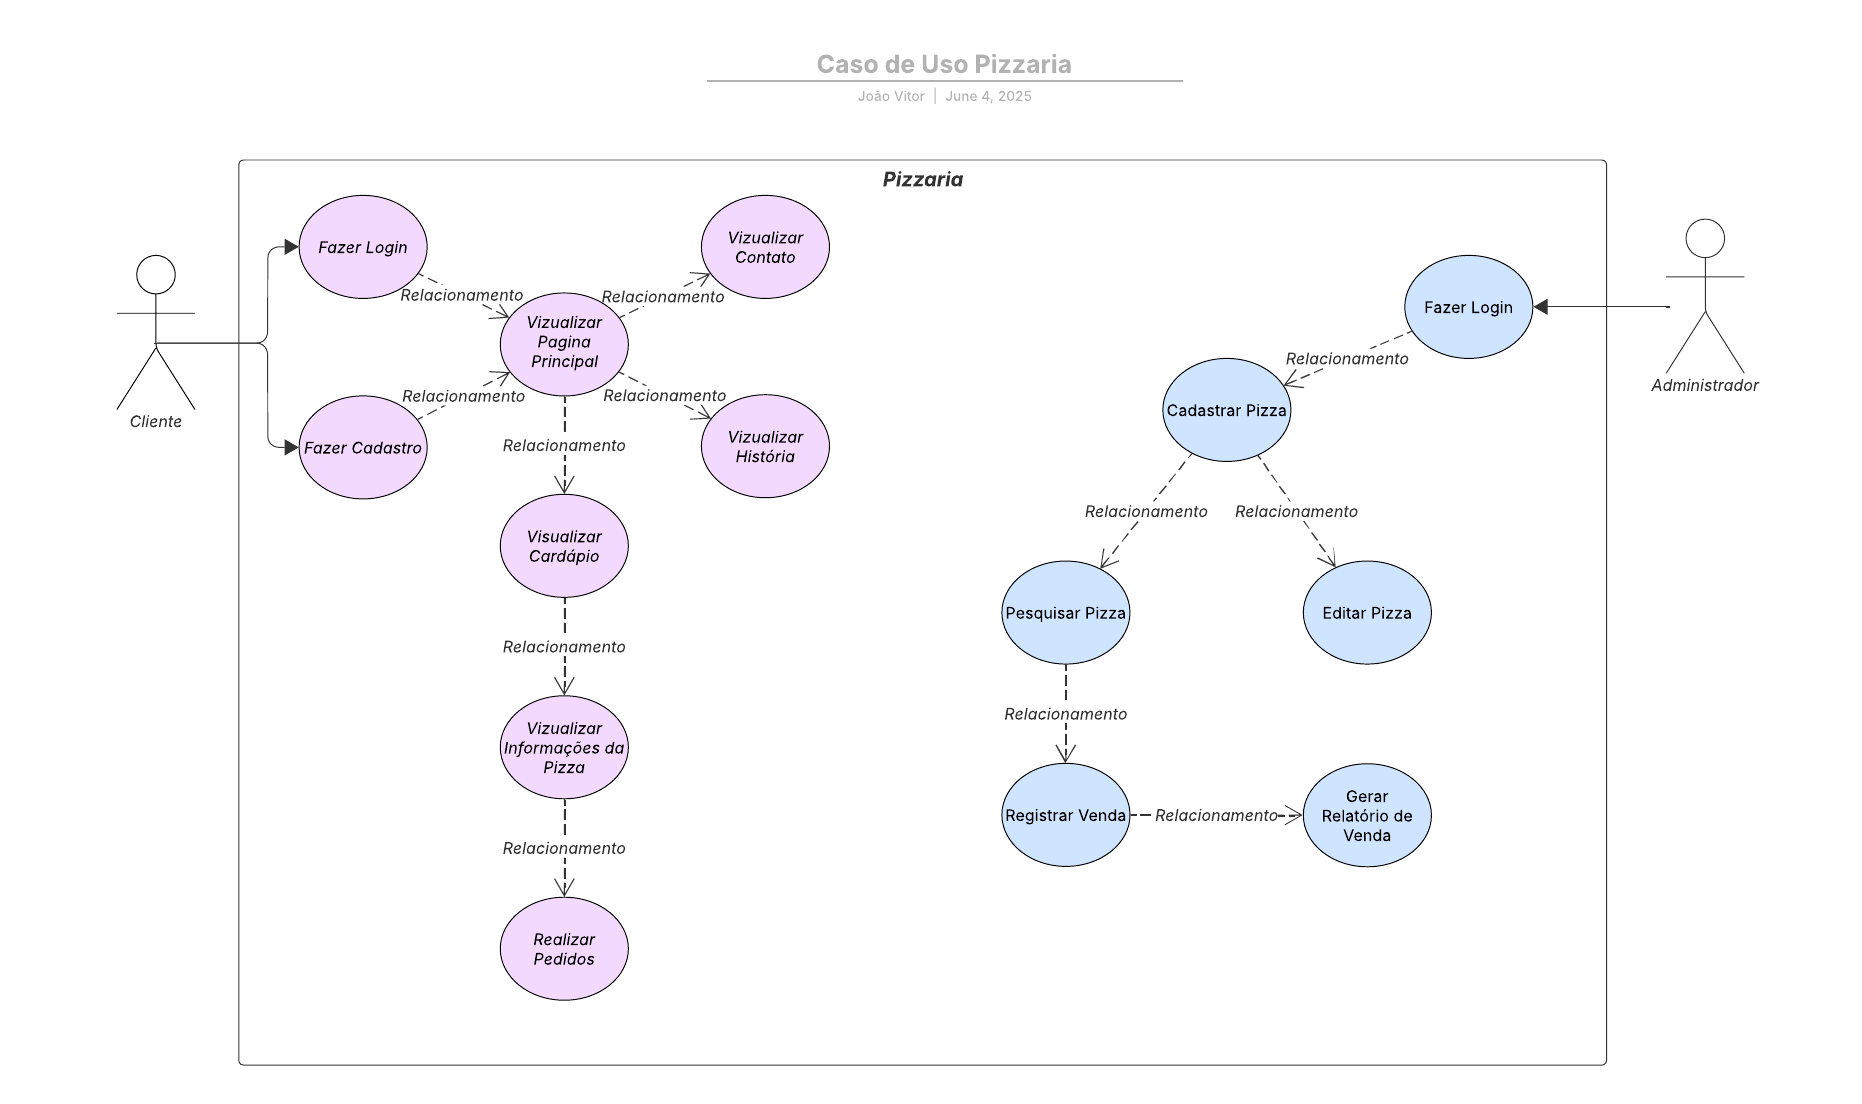 Caso de Uso Pizzaria
João Vitor | June 4, 2025
Pizzaria
Fazer Login
Relacionamento
Vizualizar
Contato
Relacionamento
Vizualizar
Pagina
Principal
Cliente
Fazer Cadastro
Relacionamento
Relacionamento
Vizualizar
História
Relacionamento
Visualizar
Cardápio
Relacionamento
Vizualizar
Informações da
Pizza
Relacionamento
Realizar
Pedidos
Administrador
Fazer Login
Relacionamento
Cadastrar Pizza
Relacionamento
Relacionamento
Pesquisar Pizza
Editar Pizza
Relacionamento
Registrar Venda
Relacionamento
Gerar
Relatório de
Venda